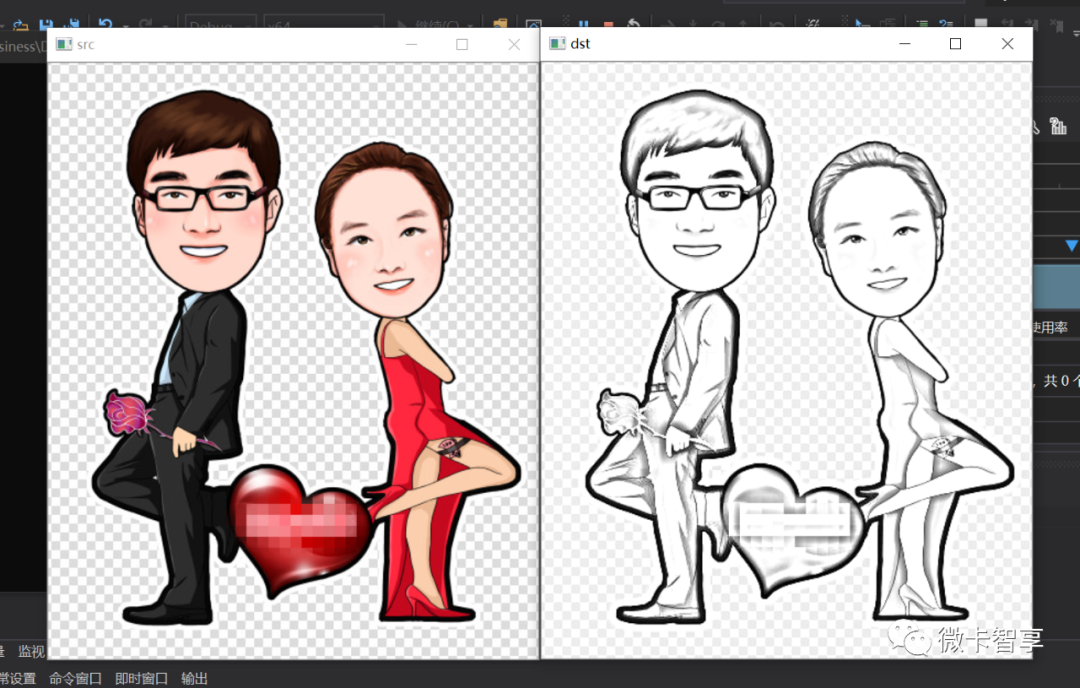 Debug
x64
继续(C)
siness\
src
dst
使用率
，共 0 个
微卡智享
量 监视
常设置 命令窗口 即时窗口 输出